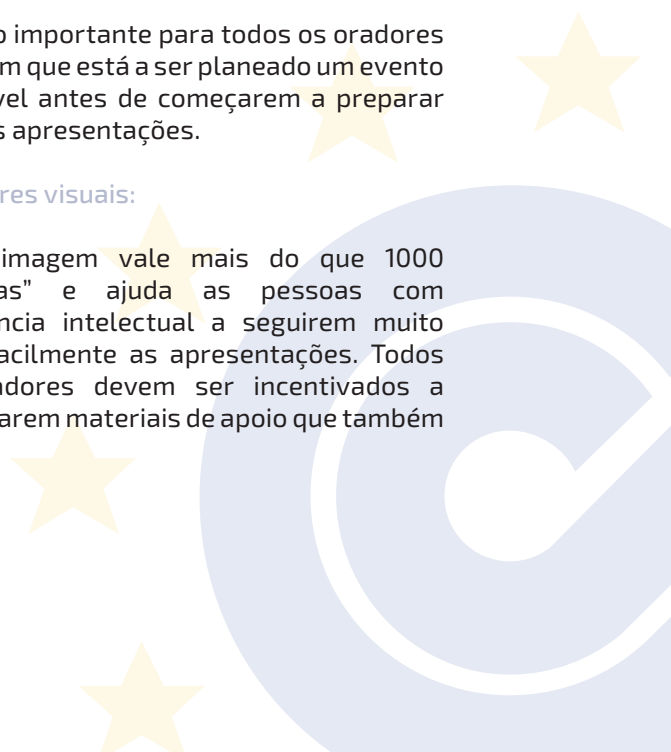 o importante para todos os oradores
m que está a ser planeado um evento
vel antes de começarem a preparar
s apresentações.
res visuais:
imagem vale mais do que 1000
as” e ajuda as pessoas com
ncia intelectual a seguirem muito
acilmente as apresentações. Todos
adores devem ser incentivados a
arem materiais de apoio que também